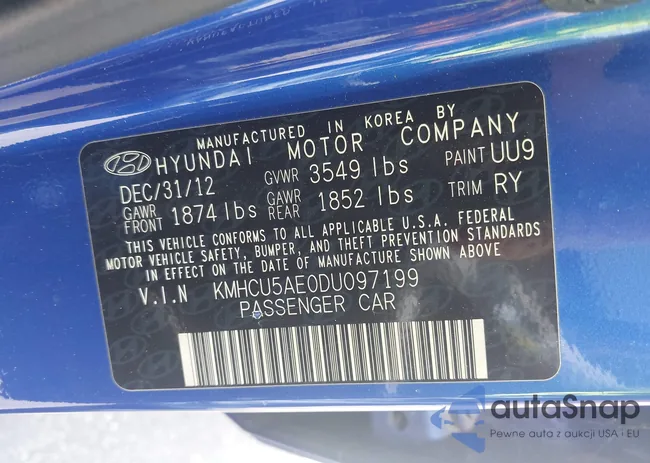 MANUFACTURED IN KOREA BY
HYUNDAI MOTOR COMPANY
DEC/31/12 GVWR 3549 lbs PAINT UU9
GAWR FRONT 1874 lbs GAWR REAR 1852 lbs TRIM RY
THIS VEHICLE CONFORMS TO ALL APPLICABLE U.S.A. FEDERAL
MOTOR VEHICLE SAFETY, BUMPER, AND THEFT PREVENTION STANDARDS
IN EFFECT ON THE DATE OF MANUFACTURE SHOWN ABOVE.
V.I.N KMHCU5AE0DU097199
PASSENGER CAR
autaSnap
Pewne auta z aukcji USA i EU